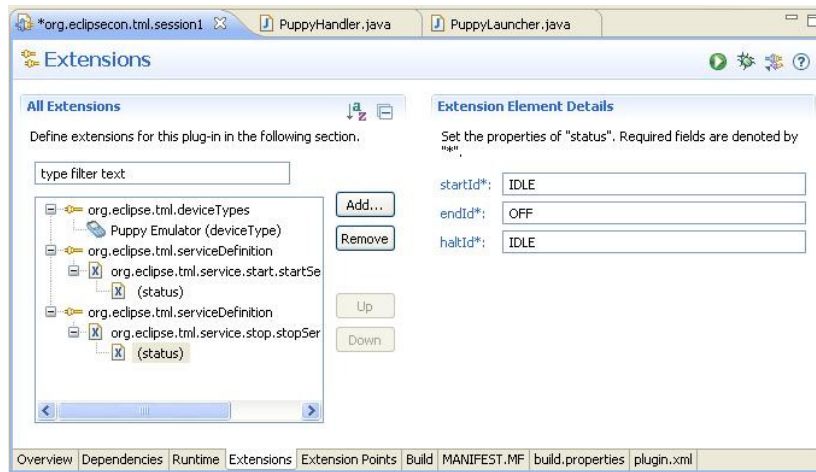 *org.eclipsecon.tml.session1
PuppyHandler.java
PuppyLauncher.java
Extensions
All Extensions
Define extensions for this plug-in in the following section.
type filter text
org.eclipse.tml.deviceTypes
Puppy Emulator (deviceType)
org.eclipse.tml.serviceDefinition
org.eclipse.tml.service.start.startSe
(status)
org.eclipse.tml.serviceDefinition
org.eclipse.tml.service.stop.stopSer
(status)
Add...
Remove
Up
Down
Extension Element Details
Set the properties of "status". Required fields are denoted by
"*".
startId*: IDLE
endId*: OFF
haltId*: IDLE
Overview Dependencies Runtime Extensions Extension Points Build MANIFEST.MF build.properties plugin.xml